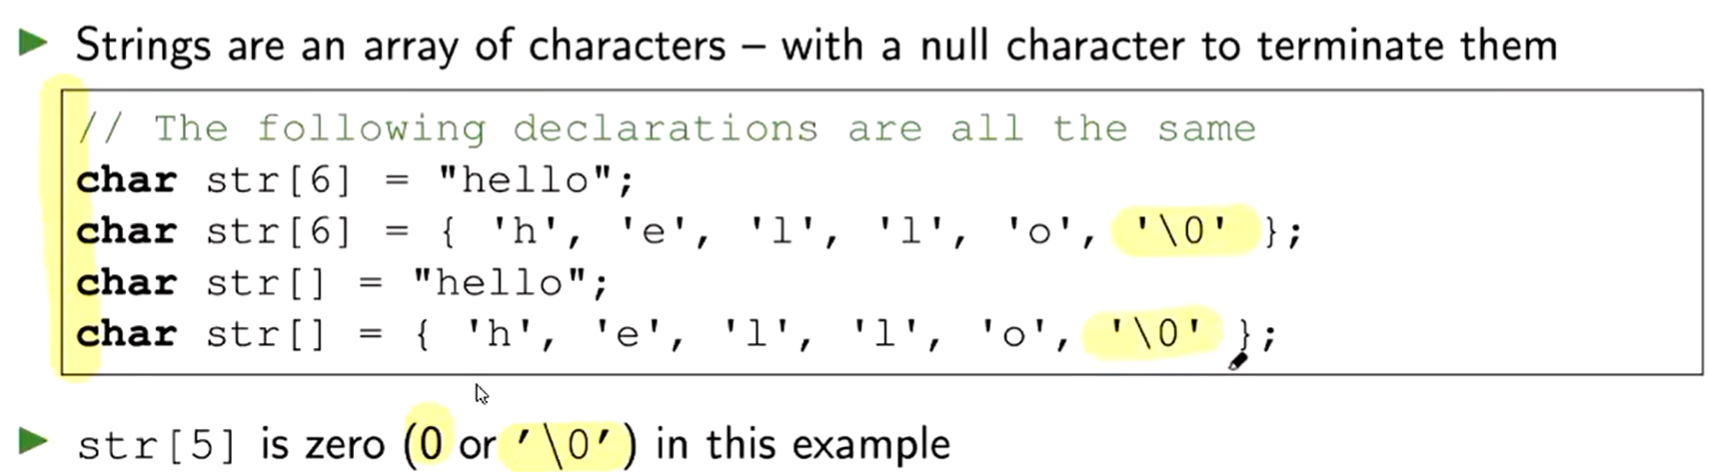 Strings are an array of characters – with a null character to terminate them
// The following declarations are all the same
char str[6] = "hello";
char str[6] = { 'h', 'e', 'l', 'l', 'o', '\0' };
char str[] = "hello";
char str[] = { 'h', 'e', 'l', 'l', 'o', '\0' };
str[5] is zero (0 or '\0') in this example